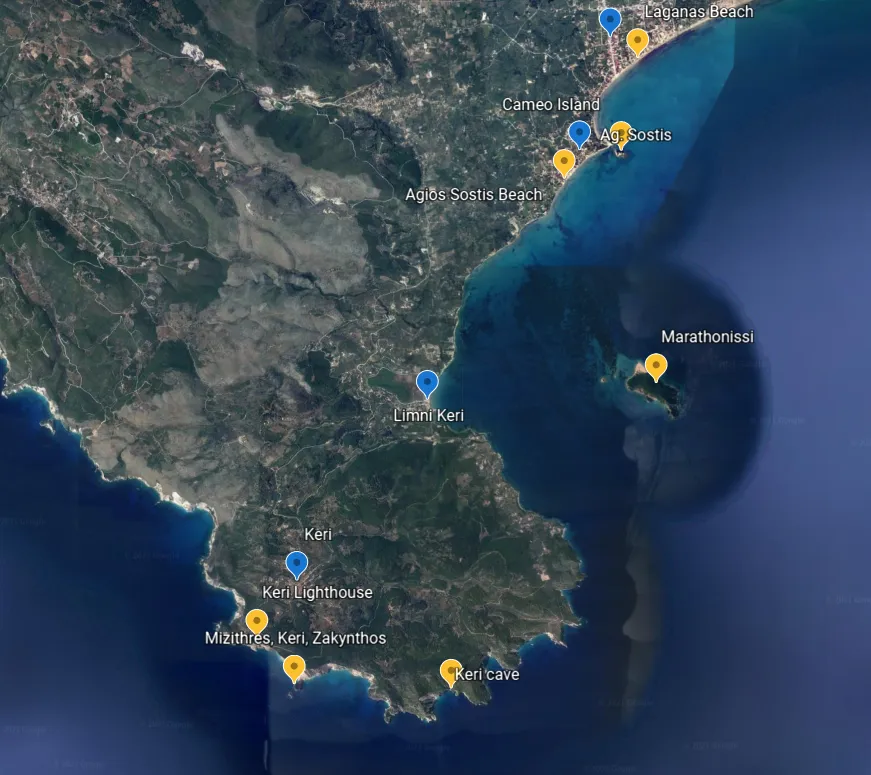 Laganas Beach
Cameo Island
Ag. Sostis
Agios Sostis Beach
Marathonissi
Limni Keri
Keri
Keri Lighthouse
Mizithres, Keri, Zakynthos
Keri cave